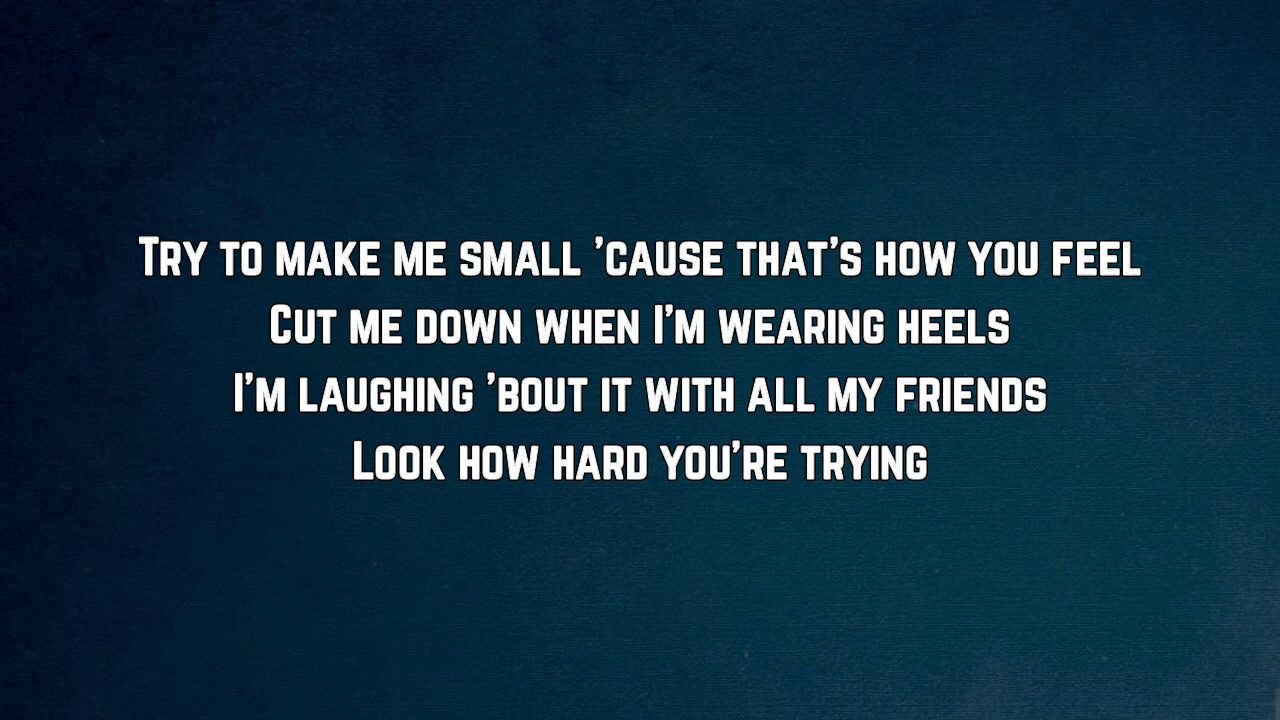 Try to make me small 'cause that's how you feel
Cut me down when I'm wearing heels
I'm laughing 'bout it with all my friends
Look how hard you're trying